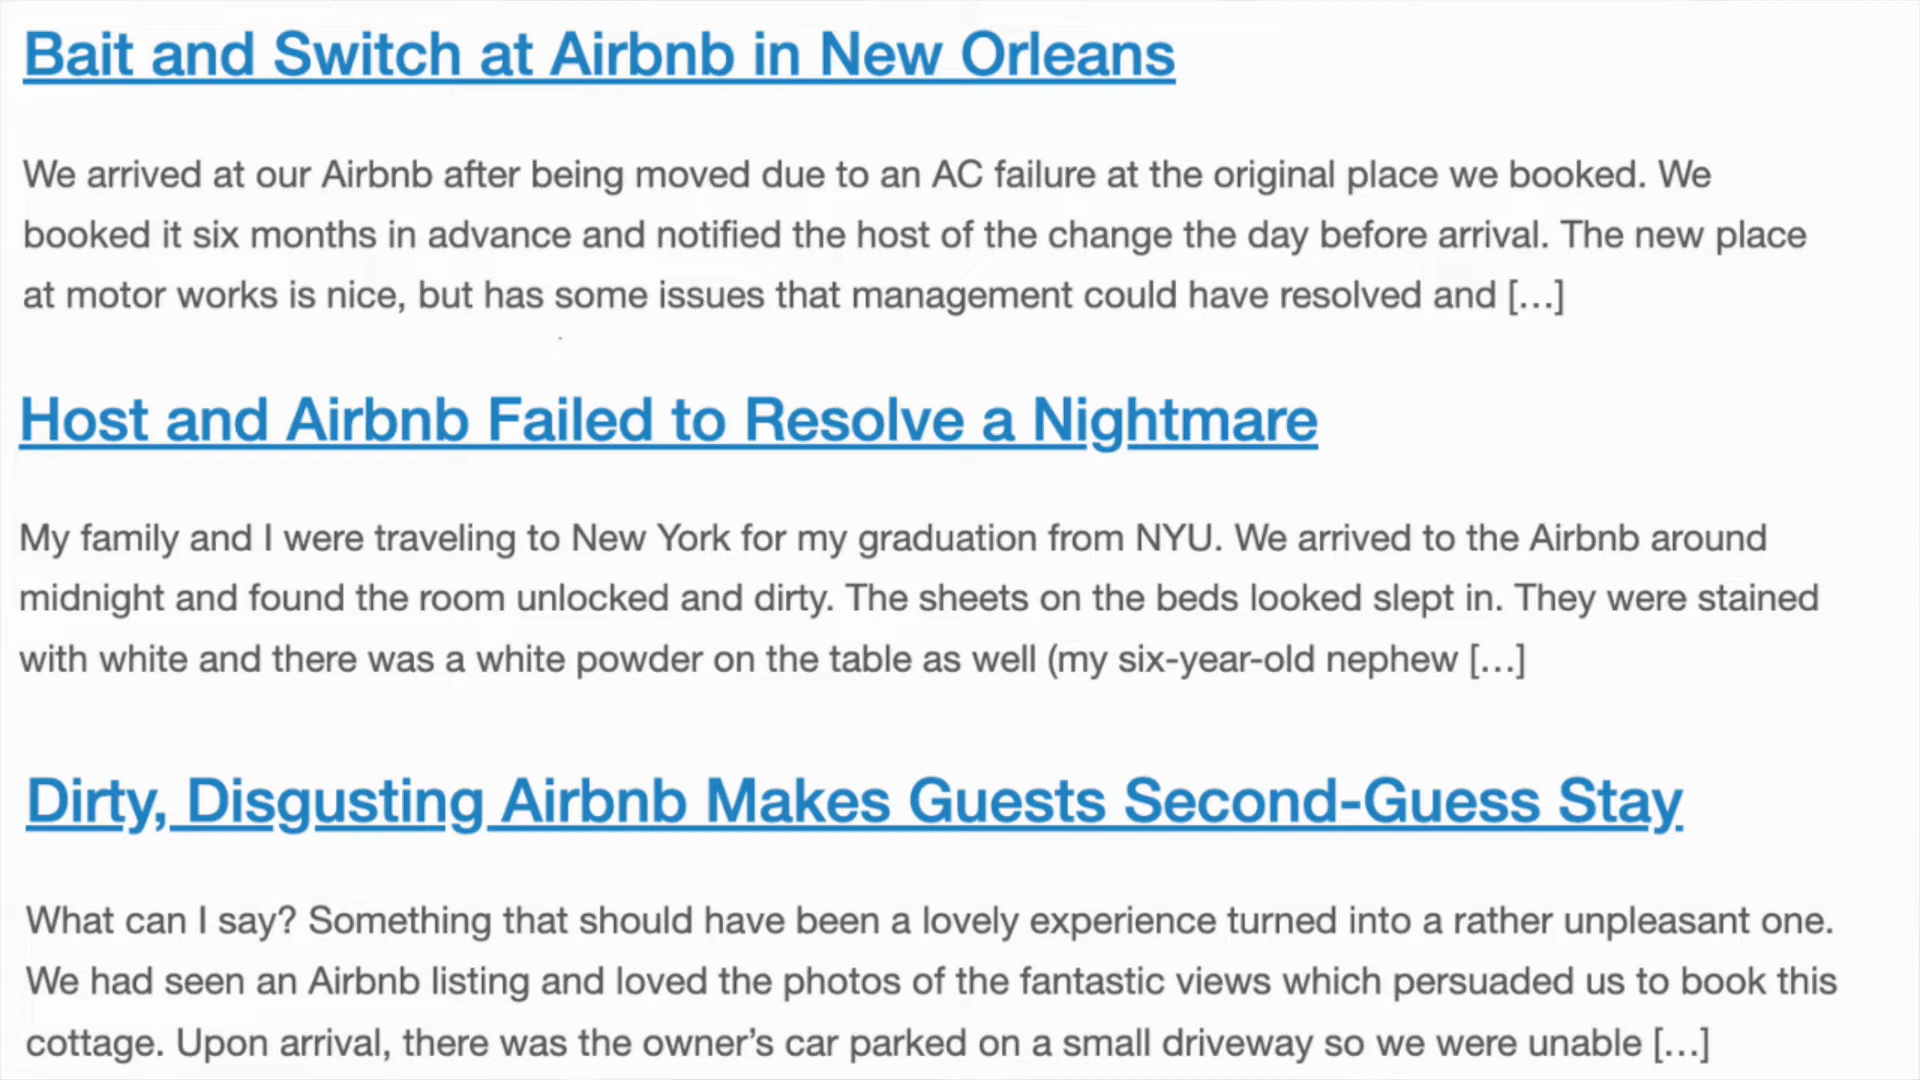 Bait and Switch at Airbnb in New Orleans
We arrived at our Airbnb after being moved due to an AC failure at the original place we booked. We
booked it six months in advance and notified the host of the change the day before arrival. The new place
at motor works is nice, but has some issues that management could have resolved and [...]
Host and Airbnb Failed to Resolve a Nightmare
My family and I were traveling to New York for my graduation from NYU. We arrived to the Airbnb around
midnight and found the room unlocked and dirty. The sheets on the beds looked slept in. They were stained
with white and there was a white powder on the table as well (my six-year-old nephew [...]
Dirty, Disgusting Airbnb Makes Guests Second-Guess Stay
What can I say? Something that should have been a lovely experience turned into a rather unpleasant one.
We had seen an Airbnb listing and loved the photos of the fantastic views which persuaded us to book this
cottage. Upon arrival, there was the owner’s car parked on a small driveway so we were unable [...]